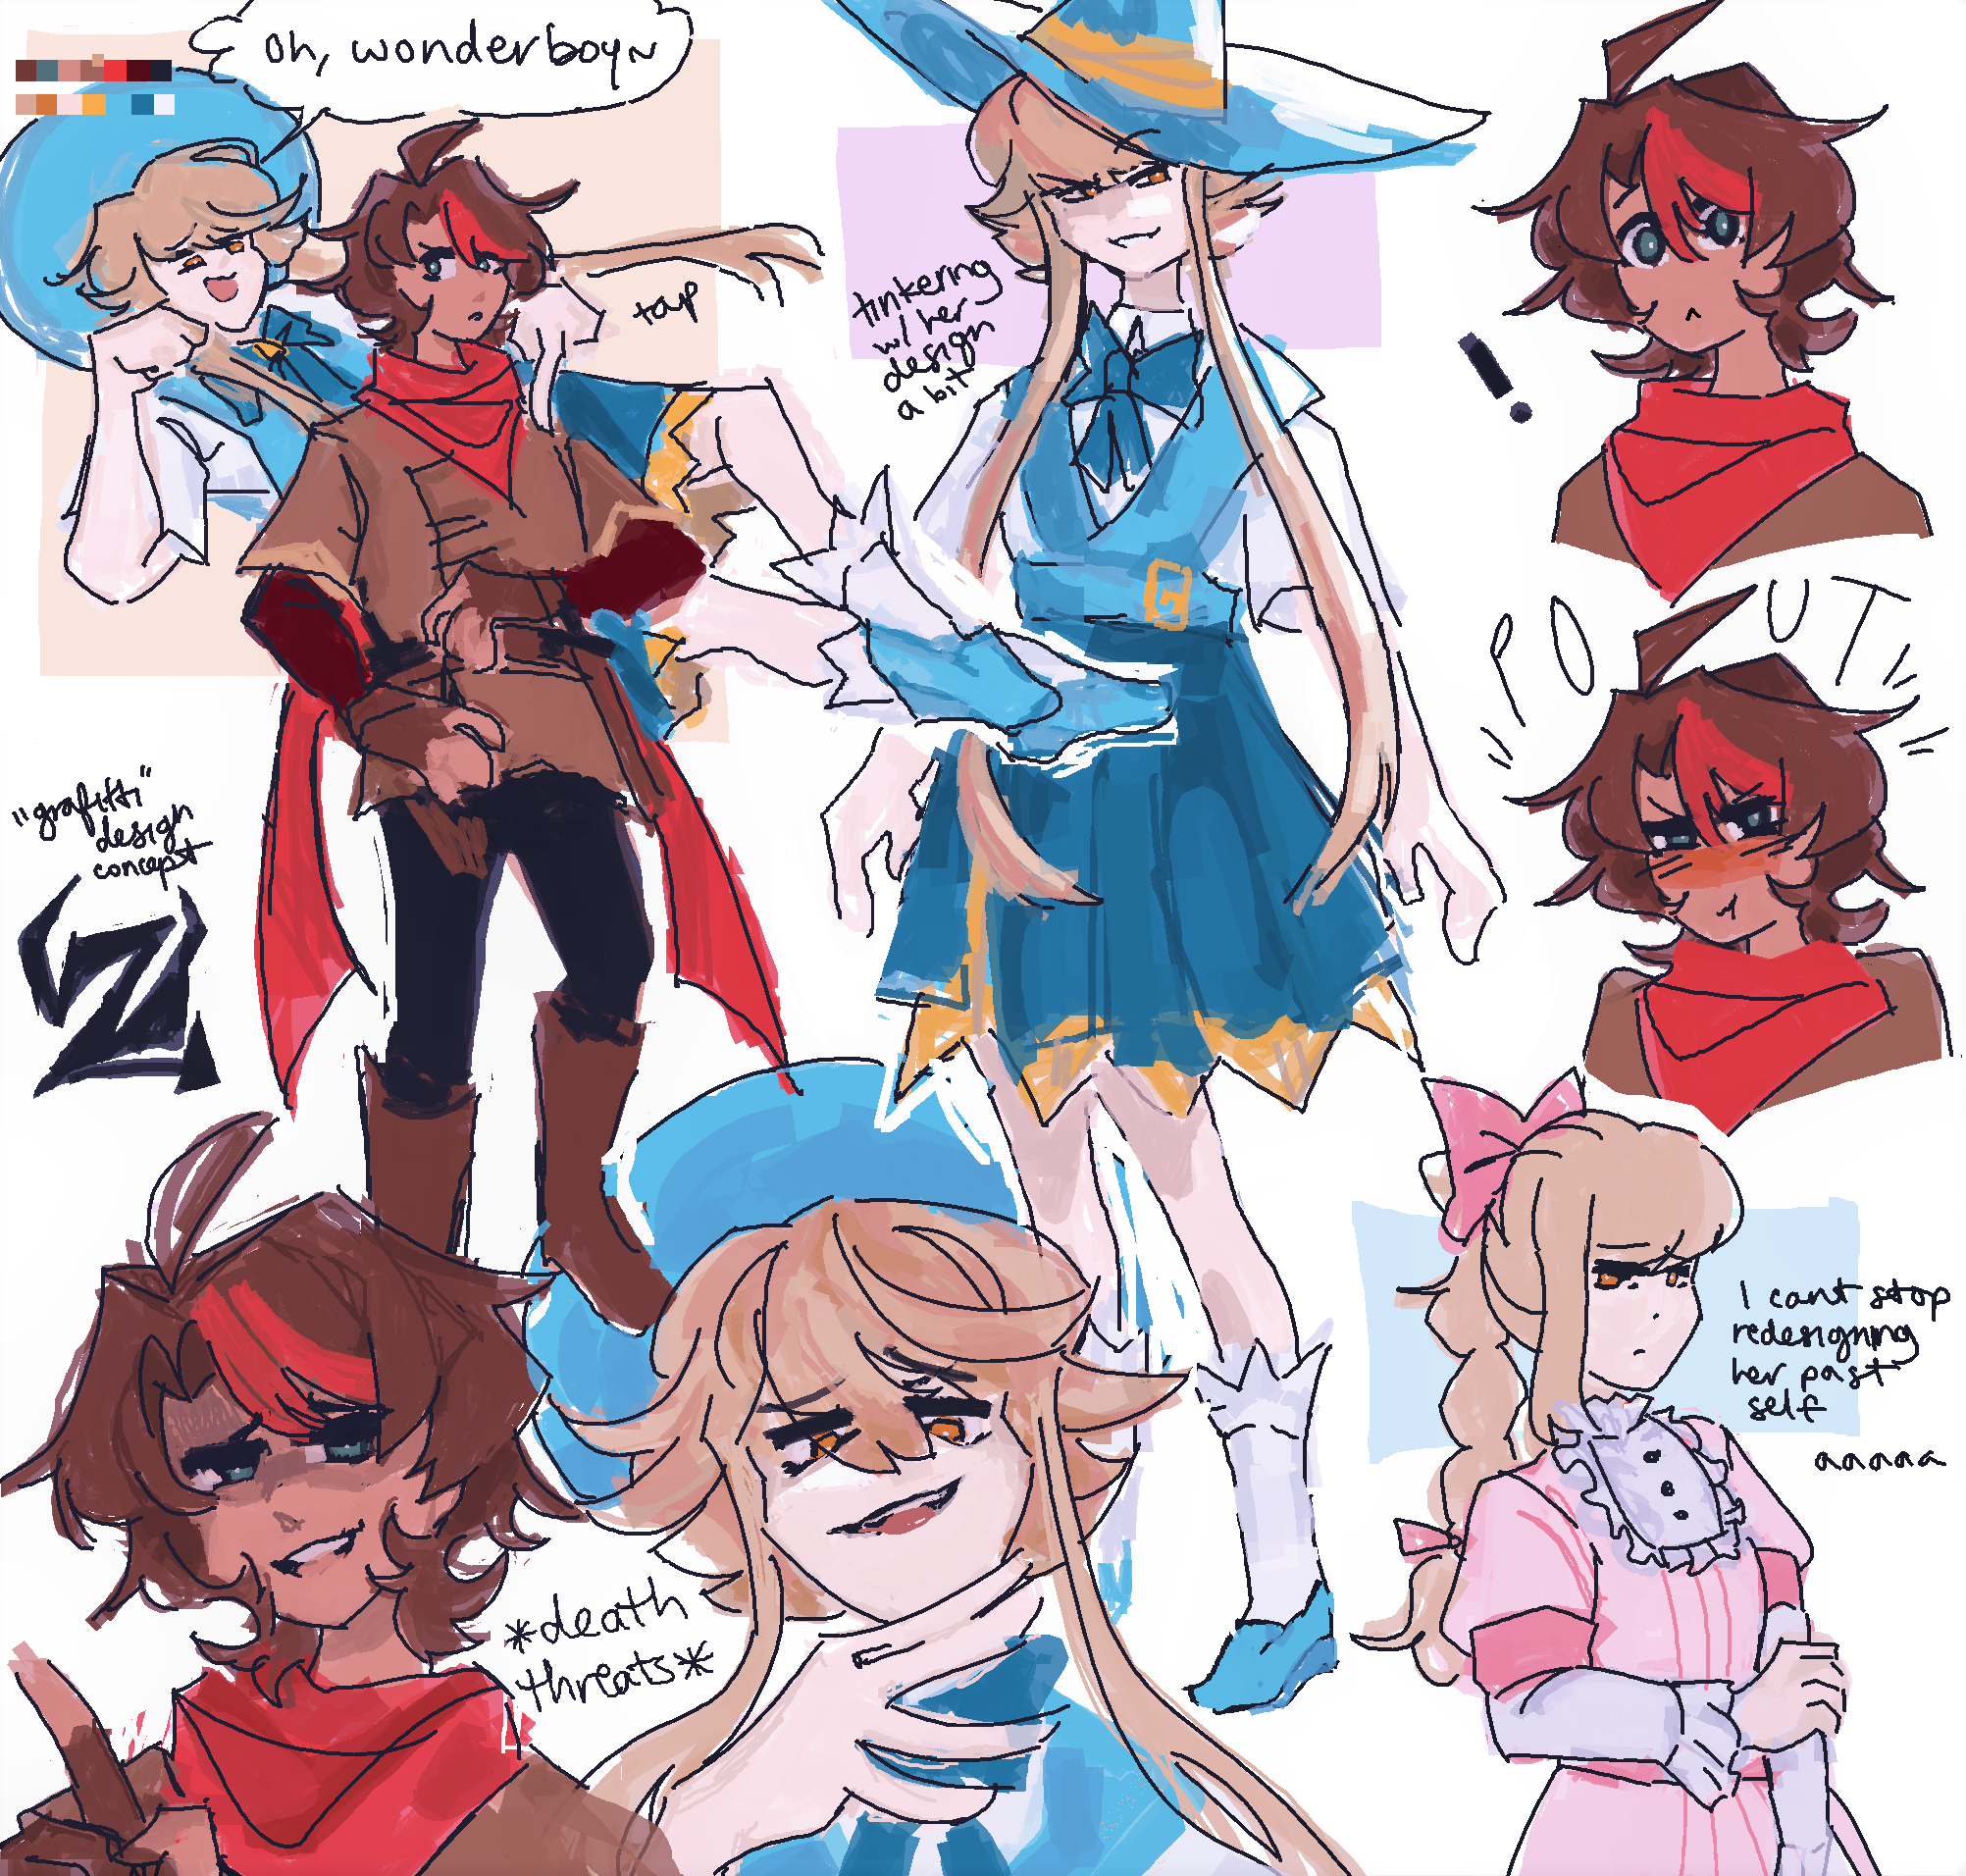 oh, wonderboy~
tap
tinkering
w/ her
design
a bit
!
POUT
"grafitti"
design
concept
Z
*death
threats*
I cant stop
redesigning
her past
self
aaaaa